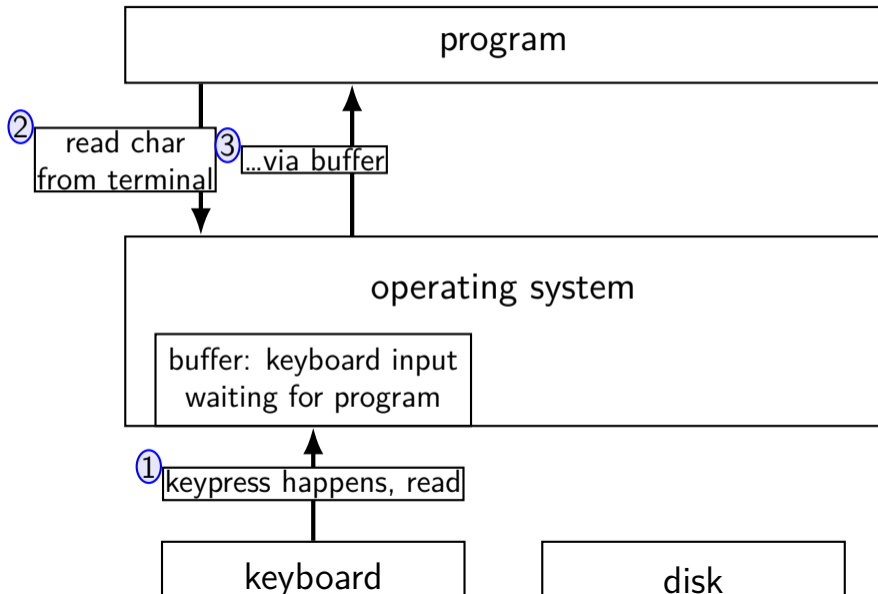 program
2
read char
from terminal
3
...via buffer
operating system
buffer: keyboard input
waiting for program
1
keypress happens, read
keyboard
disk